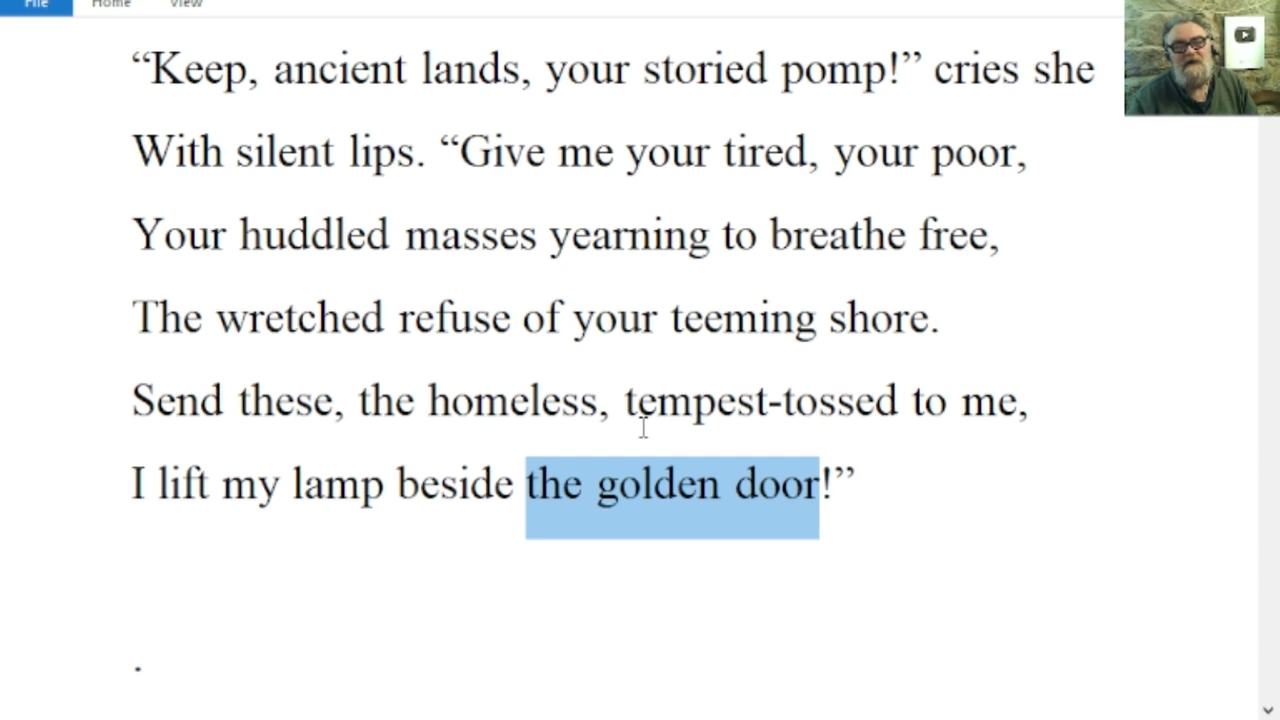 File Home View
“Keep, ancient lands, your storied pomp!” cries she
With silent lips. “Give me your tired, your poor,
Your huddled masses yearning to breathe free,
The wretched refuse of your teeming shore.
Send these, the homeless, tempest-tossed to me,
I lift my lamp beside the golden door!”
.